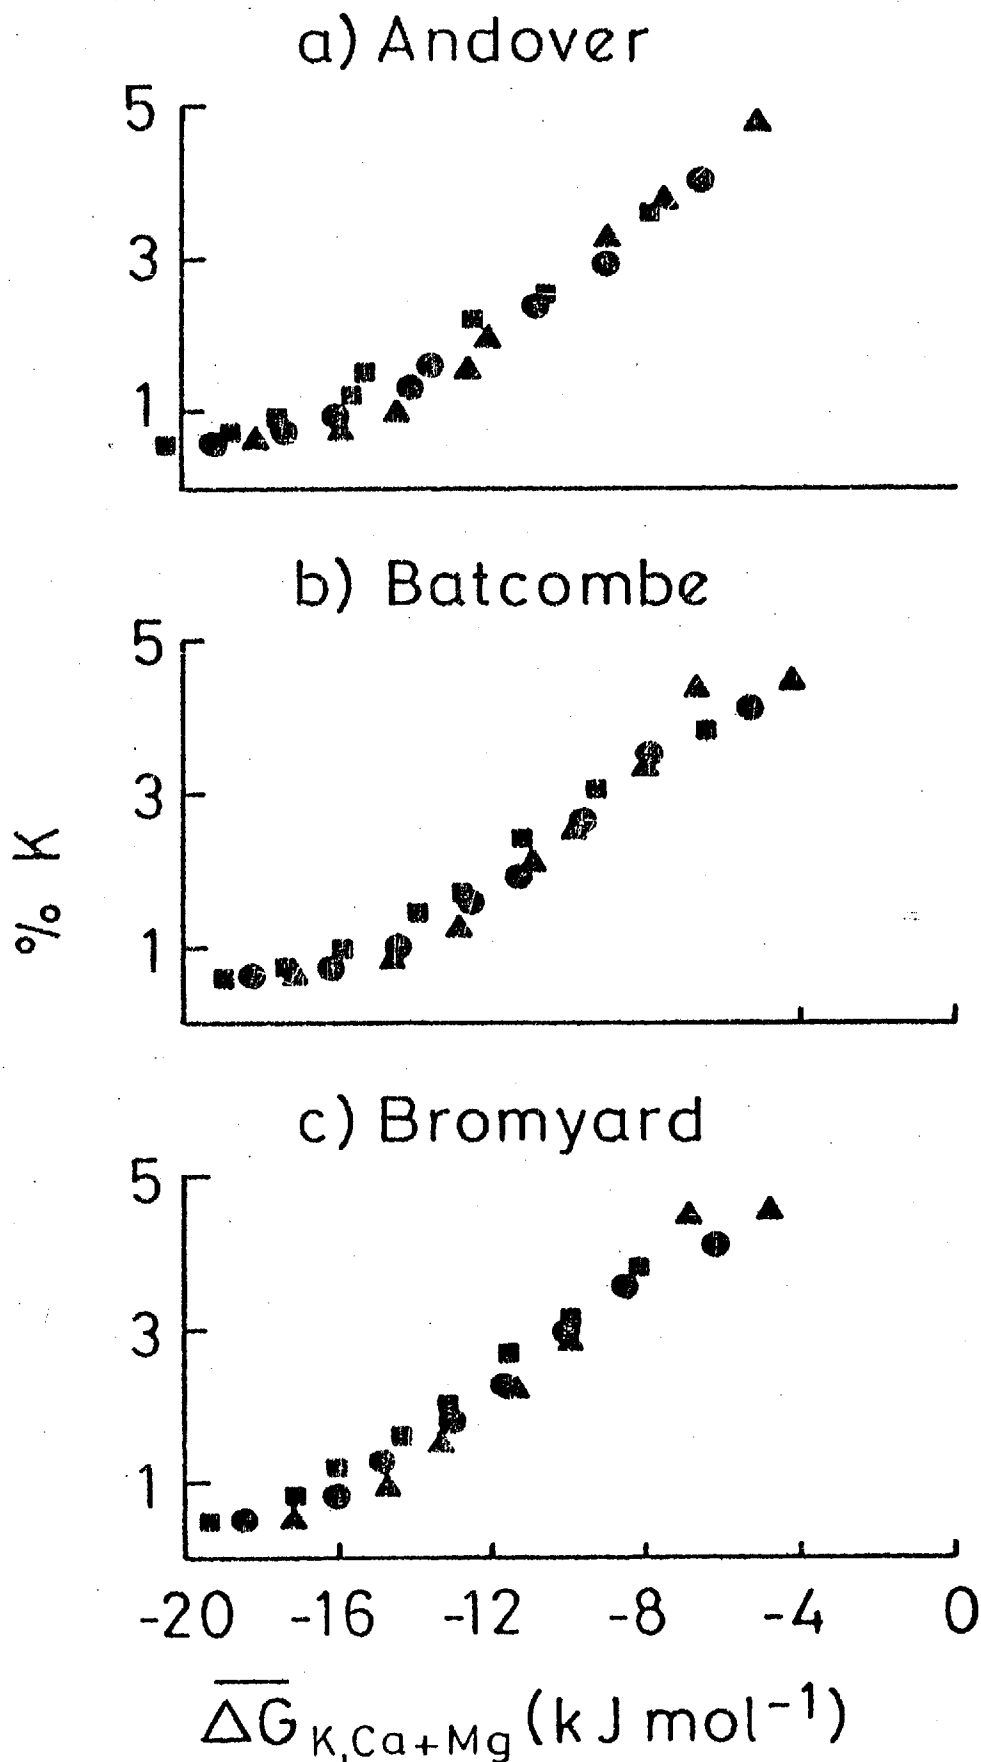 a) Andover
5
3
1
b) Batcombe
5
3
1
% K
c) Bromyard
5
3
1
-20 -16 -12 -8 -4 0
ΔG K,Ca+Mg (kJ mol⁻¹)